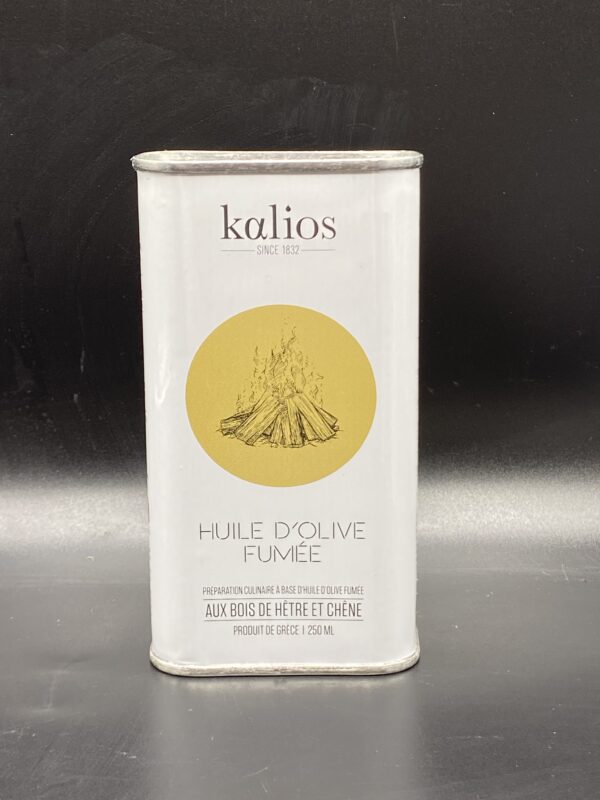 kalios
SINCE 1832
HUILE D'OLIVE
FUMÉE
PRÉPARATION CULINAIRE À BASE D'HUILE D'OLIVE FUMÉE
AUX BOIS DE HÊTRE ET CHÊNE
PRODUIT DE GRÈCE | 250 ML